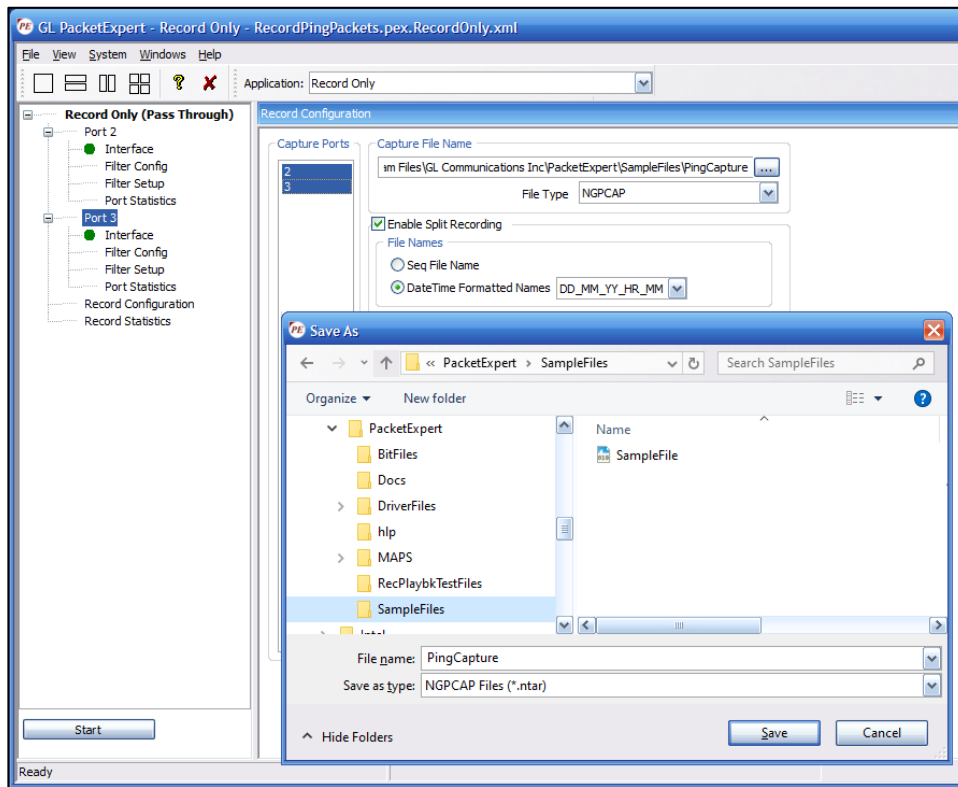 PE GL PacketExpert - Record Only - RecordPingPackets.pex.RecordOnly.xml
File View System Windows Help
Application: Record Only
Record Only (Pass Through)
Port 2
Interface
Filter Config
Filter Setup
Port Statistics
Port 3
Interface
Filter Config
Filter Setup
Port Statistics
Record Configuration
Record Statistics
Start
Ready
Record Configuration
Capture Ports
2
3
Capture File Name
am Files\GL Communications Inc\PacketExpert\SampleFiles\PingCapture ...
File Type NGPCAP
Enable Split Recording
File Names
Seq File Name
DateTime Formatted Names DD_MM_YY_HR_MM
PE Save As
« PacketExpert > SampleFiles
Search SampleFiles
Organize New folder
PacketExpert
BitFiles
Docs
DriverFiles
hlp
MAPS
RecPlaybkTestFiles
SampleFiles
Name
SampleFile
File name: PingCapture
Save as type: NGPCAP Files (*.ntar)
Hide Folders
Save Cancel